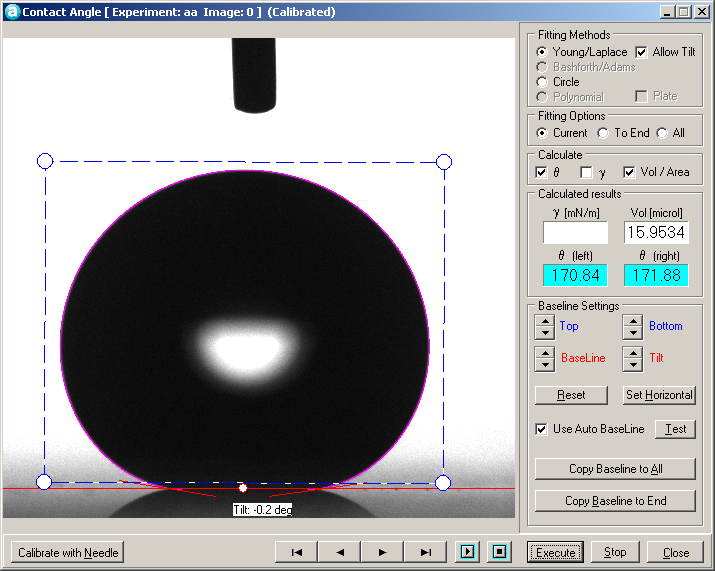 Contact Angle [ Experiment: aa Image: 0 ] (Calibrated)
Fitting Methods
Young/Laplace
Allow Tilt
Bashforth/Adams
Circle
Polynomial
Plate
Fitting Options
Current
To End
All
Calculate
θ
γ
Vol / Area
Calculated results
γ [mN/m]
Vol [microl]
15.9534
θ (left)
θ (right)
170.84
171.88
Baseline Settings
Top
Bottom
BaseLine
Tilt
Reset
Set Horizontal
Use Auto BaseLine
Test
Copy Baseline to All
Copy Baseline to End
Tilt: -0.2 deg
Calibrate with Needle
Execute
Stop
Close